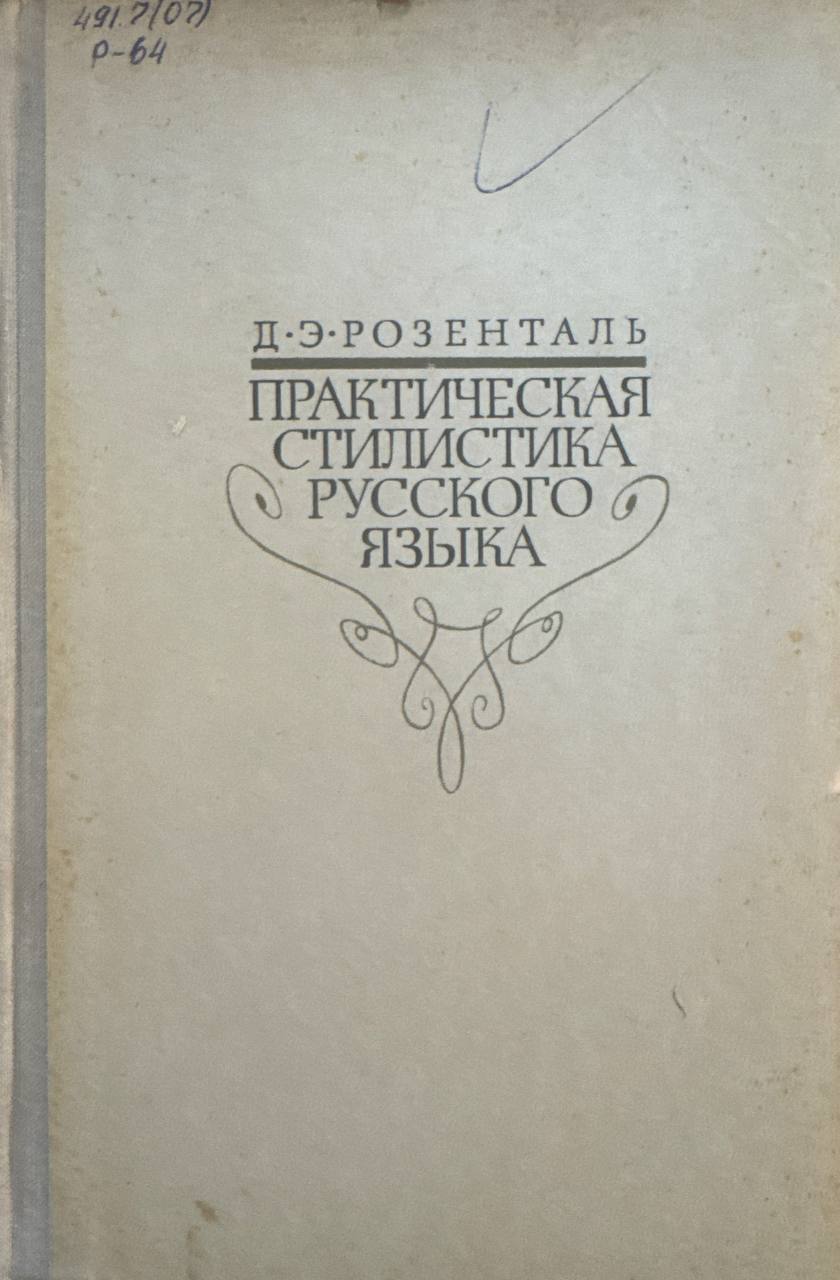 491.7(07)
Р-64
Д·Э·РОЗЕНТАЛЬ
ПРАКТИЧЕСКАЯ
СТИЛИСТИКА
РУССКОГО
ЯЗЫКА